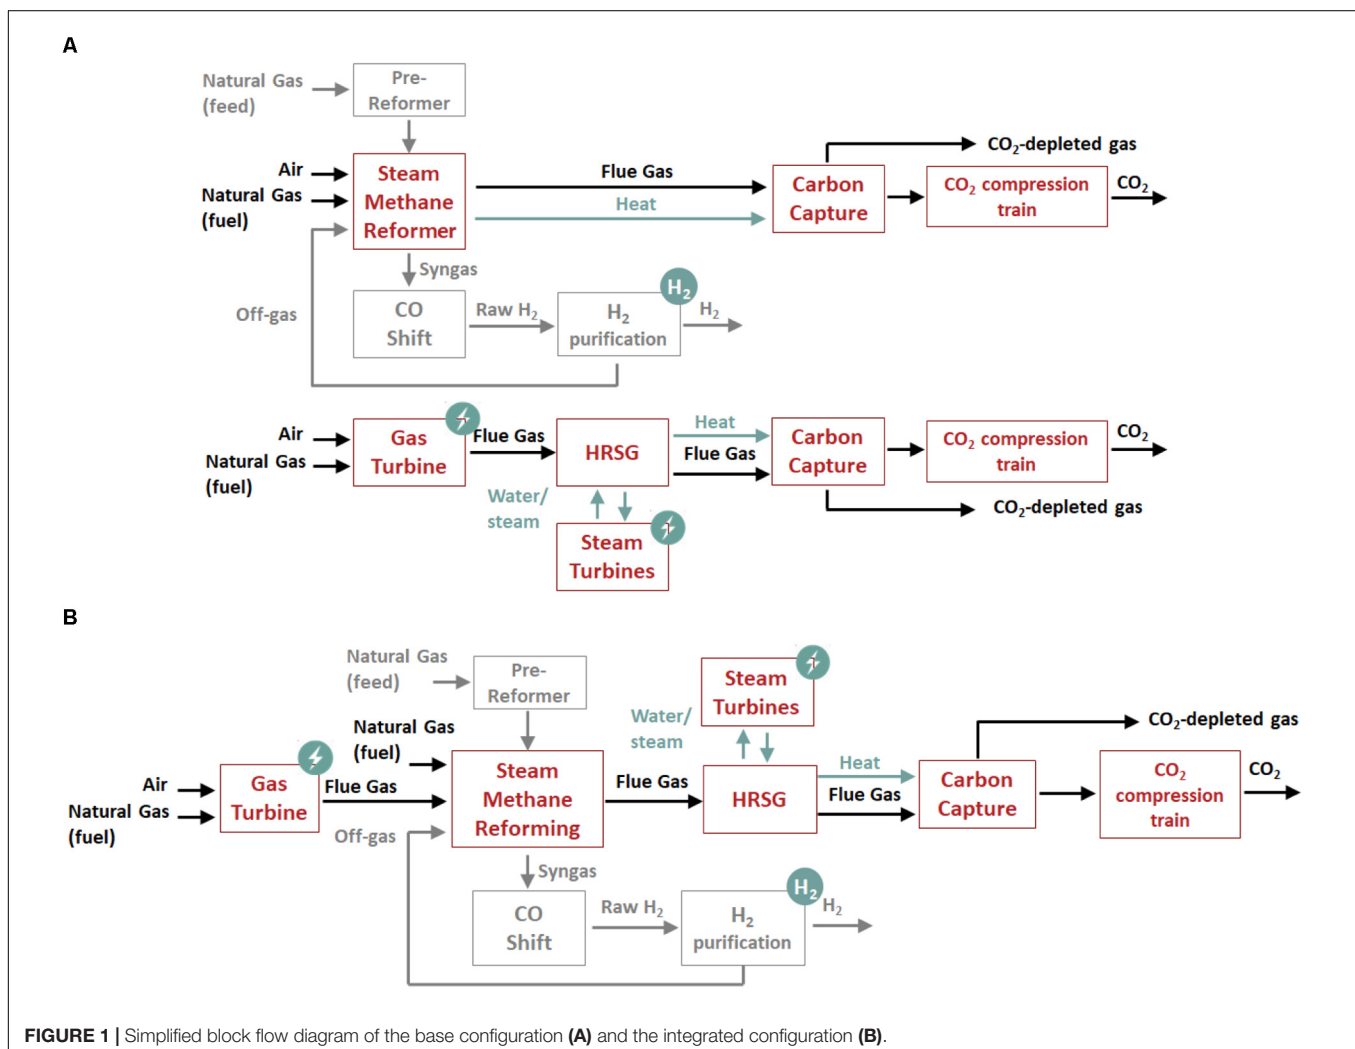 A
Natural Gas
(feed)
Pre-
Reformer
Air
Natural Gas
(fuel)
Steam
Methane
Reformer
Flue Gas
Heat
Carbon
Capture
CO₂-depleted gas
CO₂ compression
train
CO₂
Syngas
Off-gas
CO
Shift
Raw H₂
H₂
purification
H₂
H₂
Air
Natural Gas
(fuel)
Gas
Turbine
Flue Gas
HRSG
Heat
Flue Gas
Carbon
Capture
CO₂ compression
train
CO₂
CO₂-depleted gas
Water/
steam
Steam
Turbines
B
Natural Gas
(feed)
Pre-
Reformer
Natural Gas
(fuel)
Air
Natural Gas
(fuel)
Gas
Turbine
Flue Gas
Off-gas
Steam
Methane
Reforming
Flue Gas
Water/
steam
Steam
Turbines
HRSG
Heat
Flue Gas
Carbon
Capture
CO₂-depleted gas
CO₂
compression
train
CO₂
Syngas
CO
Shift
Raw H₂
H₂
purification
H₂
H₂
FIGURE 1 | Simplified block flow diagram of the base configuration (A) and the integrated configuration (B).